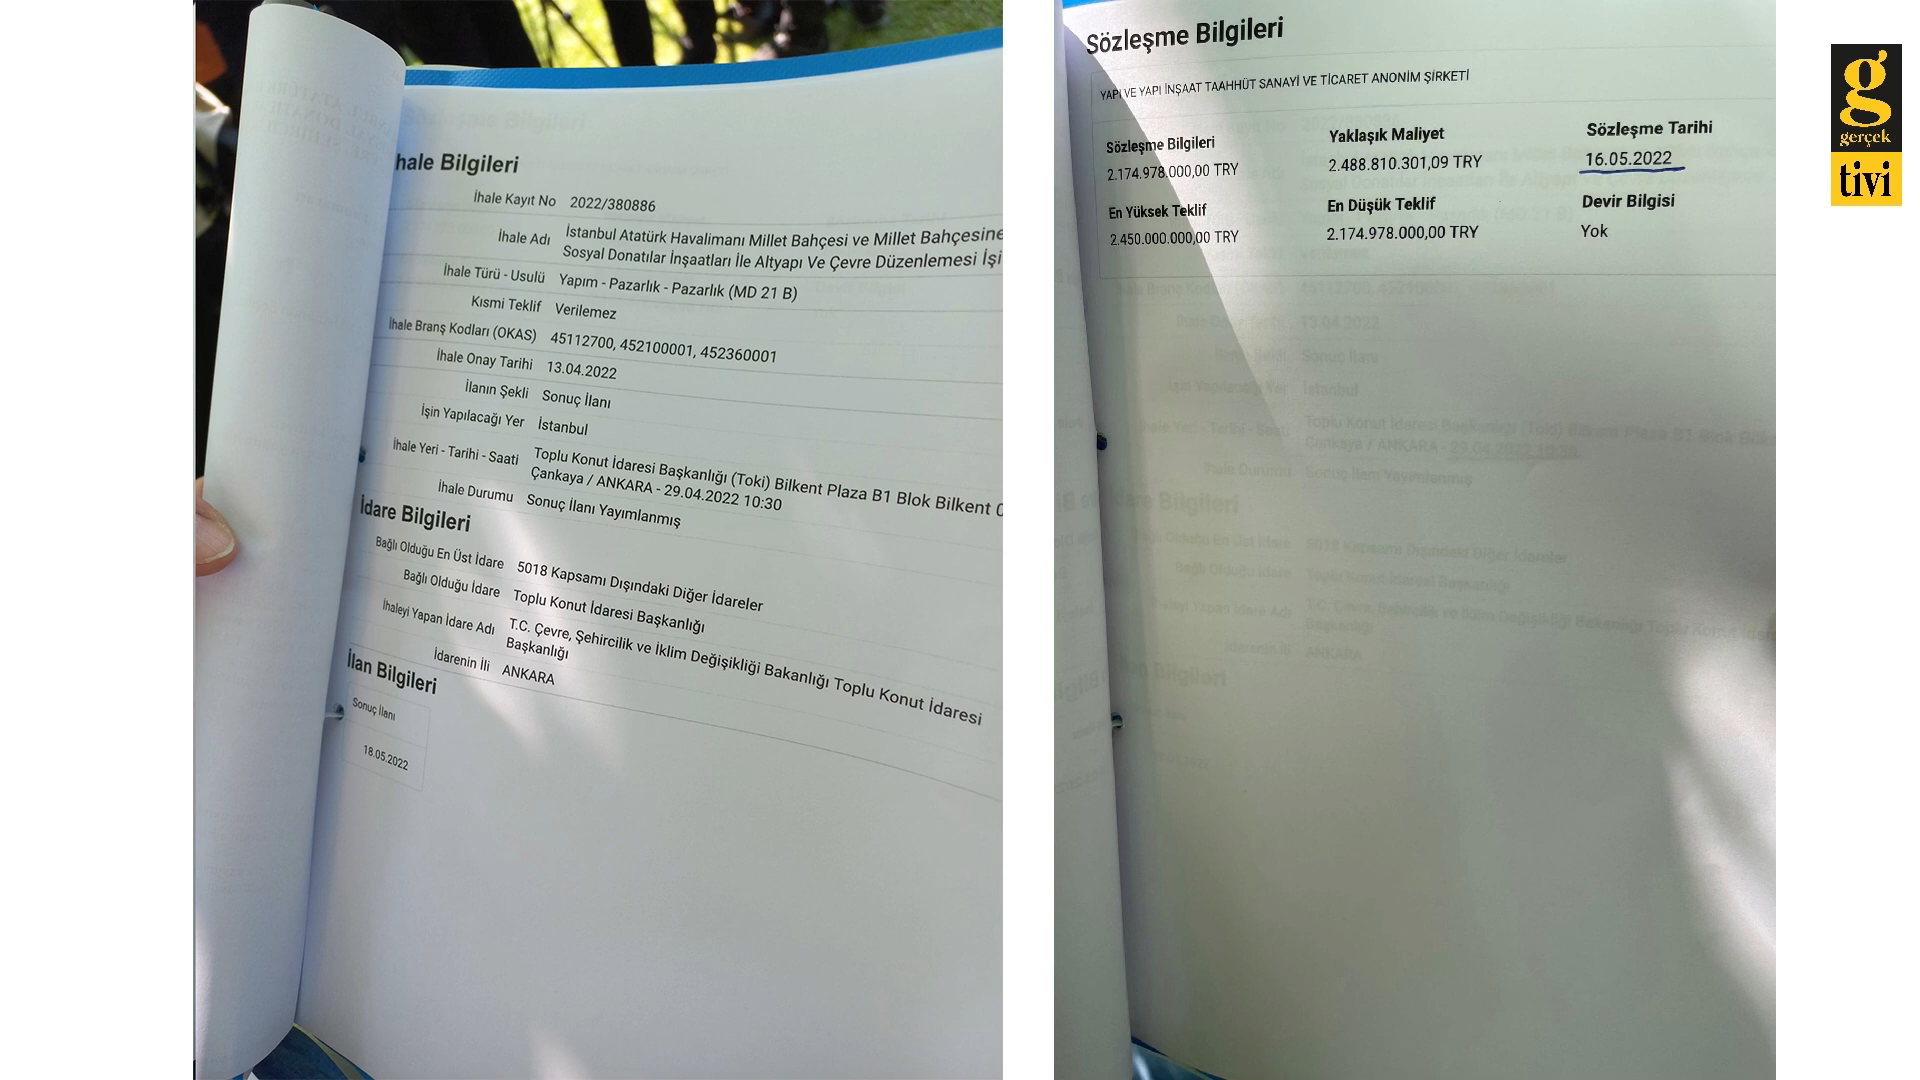 hale Bilgileri
İhale Kayıt No 2022/380886
İhale Adı İstanbul Atatürk Havalimanı Millet Bahçesi ve Millet Bahçesine
Sosyal Donatılar İnşaatları İle Altyapı Ve Çevre Düzenlemesi İşi
İhale Türü - Usulü Yapım - Pazarlık - Pazarlık (MD 21 B)
Kısmi Teklif Verilemez
İhale Branş Kodları (OKAS) 45112700, 452100001, 452360001
İhale Onay Tarihi 13.04.2022
İlanın Şekli Sonuç İlanı
İşin Yapılacağı Yer İstanbul
İhale Yeri - Tarihi - Saati Toplu Konut İdaresi Başkanlığı (Toki) Bilkent Plaza B1 Blok Bilkent
Çankaya / ANKARA - 29.04.2022 10:30
İhale Durumu Sonuç İlanı Yayımlanmış
İdare Bilgileri
Bağlı Olduğu En Üst İdare 5018 Kapsamı Dışındaki Diğer İdareler
Bağlı Olduğu İdare Toplu Konut İdaresi Başkanlığı
İhaleyi Yapan İdare Adı T.C. Çevre, Şehircilik ve İklim Değişikliği Bakanlığı Toplu Konut İdaresi
Başkanlığı
İdarenin İli ANKARA
İlan Bilgileri
Sonuç İlanı
18.05.2022
Sözleşme Bilgileri
YAPI VE YAPI İNŞAAT TAAHHÜT SANAYİ VE TİCARET ANONİM ŞİRKETİ
Sözleşme Bilgileri Yaklaşık Maliyet Sözleşme Tarihi
2.174.978.000,00 TRY 2.488.810.301,09 TRY 16.05.2022
En Yüksek Teklif En Düşük Teklif Devir Bilgisi
2.450.000.000,00 TRY 2.174.978.000,00 TRY Yok
g
gerçek
tivi